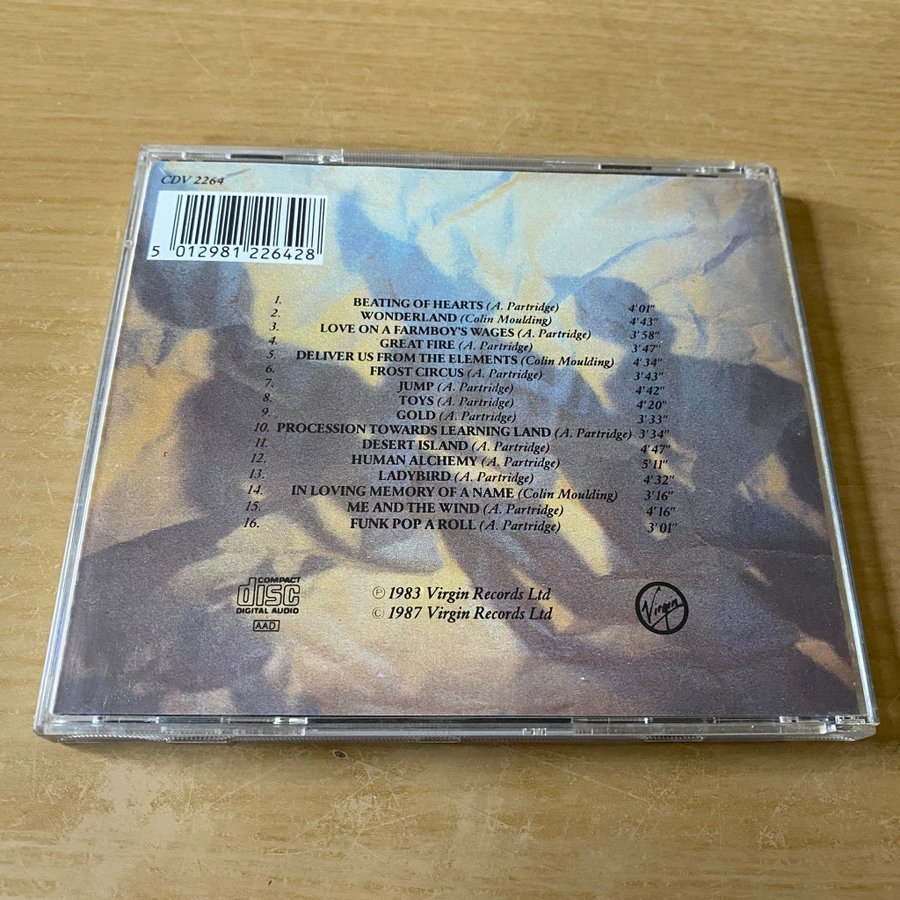 CDV 2264
5 012981 226428
1. BEATING OF HEARTS (A. Partridge) 4'01"
2. WONDERLAND (Colin Moulding) 4'43"
3. LOVE ON A FARMBOY'S WAGES (A. Partridge) 3'58"
4. GREAT FIRE (A. Partridge) 3'47"
5. DELIVER US FROM THE ELEMENTS (Colin Moulding) 4'34"
6. FROST CIRCUS (A. Partridge) 3'43"
7. JUMP (A. Partridge) 4'42"
8. TOYS (A. Partridge) 4'20"
9. GOLD (A. Partridge) 3'33"
10. PROCESSION TOWARDS LEARNING LAND (A. Partridge) 3'34"
11. DESERT ISLAND (A. Partridge) 4'47"
12. HUMAN ALCHEMY (A. Partridge) 5'11"
13. LADYBIRD (A. Partridge) 4'32"
14. IN LOVING MEMORY OF A NAME (Colin Moulding) 3'16"
15. ME AND THE WIND (A. Partridge) 4'16"
16. FUNK POP A ROLL (A. Partridge) 3'01"
COMPACT
disc
DIGITAL AUDIO
AAD
℗ 1983 Virgin Records Ltd
© 1987 Virgin Records Ltd
Virgin